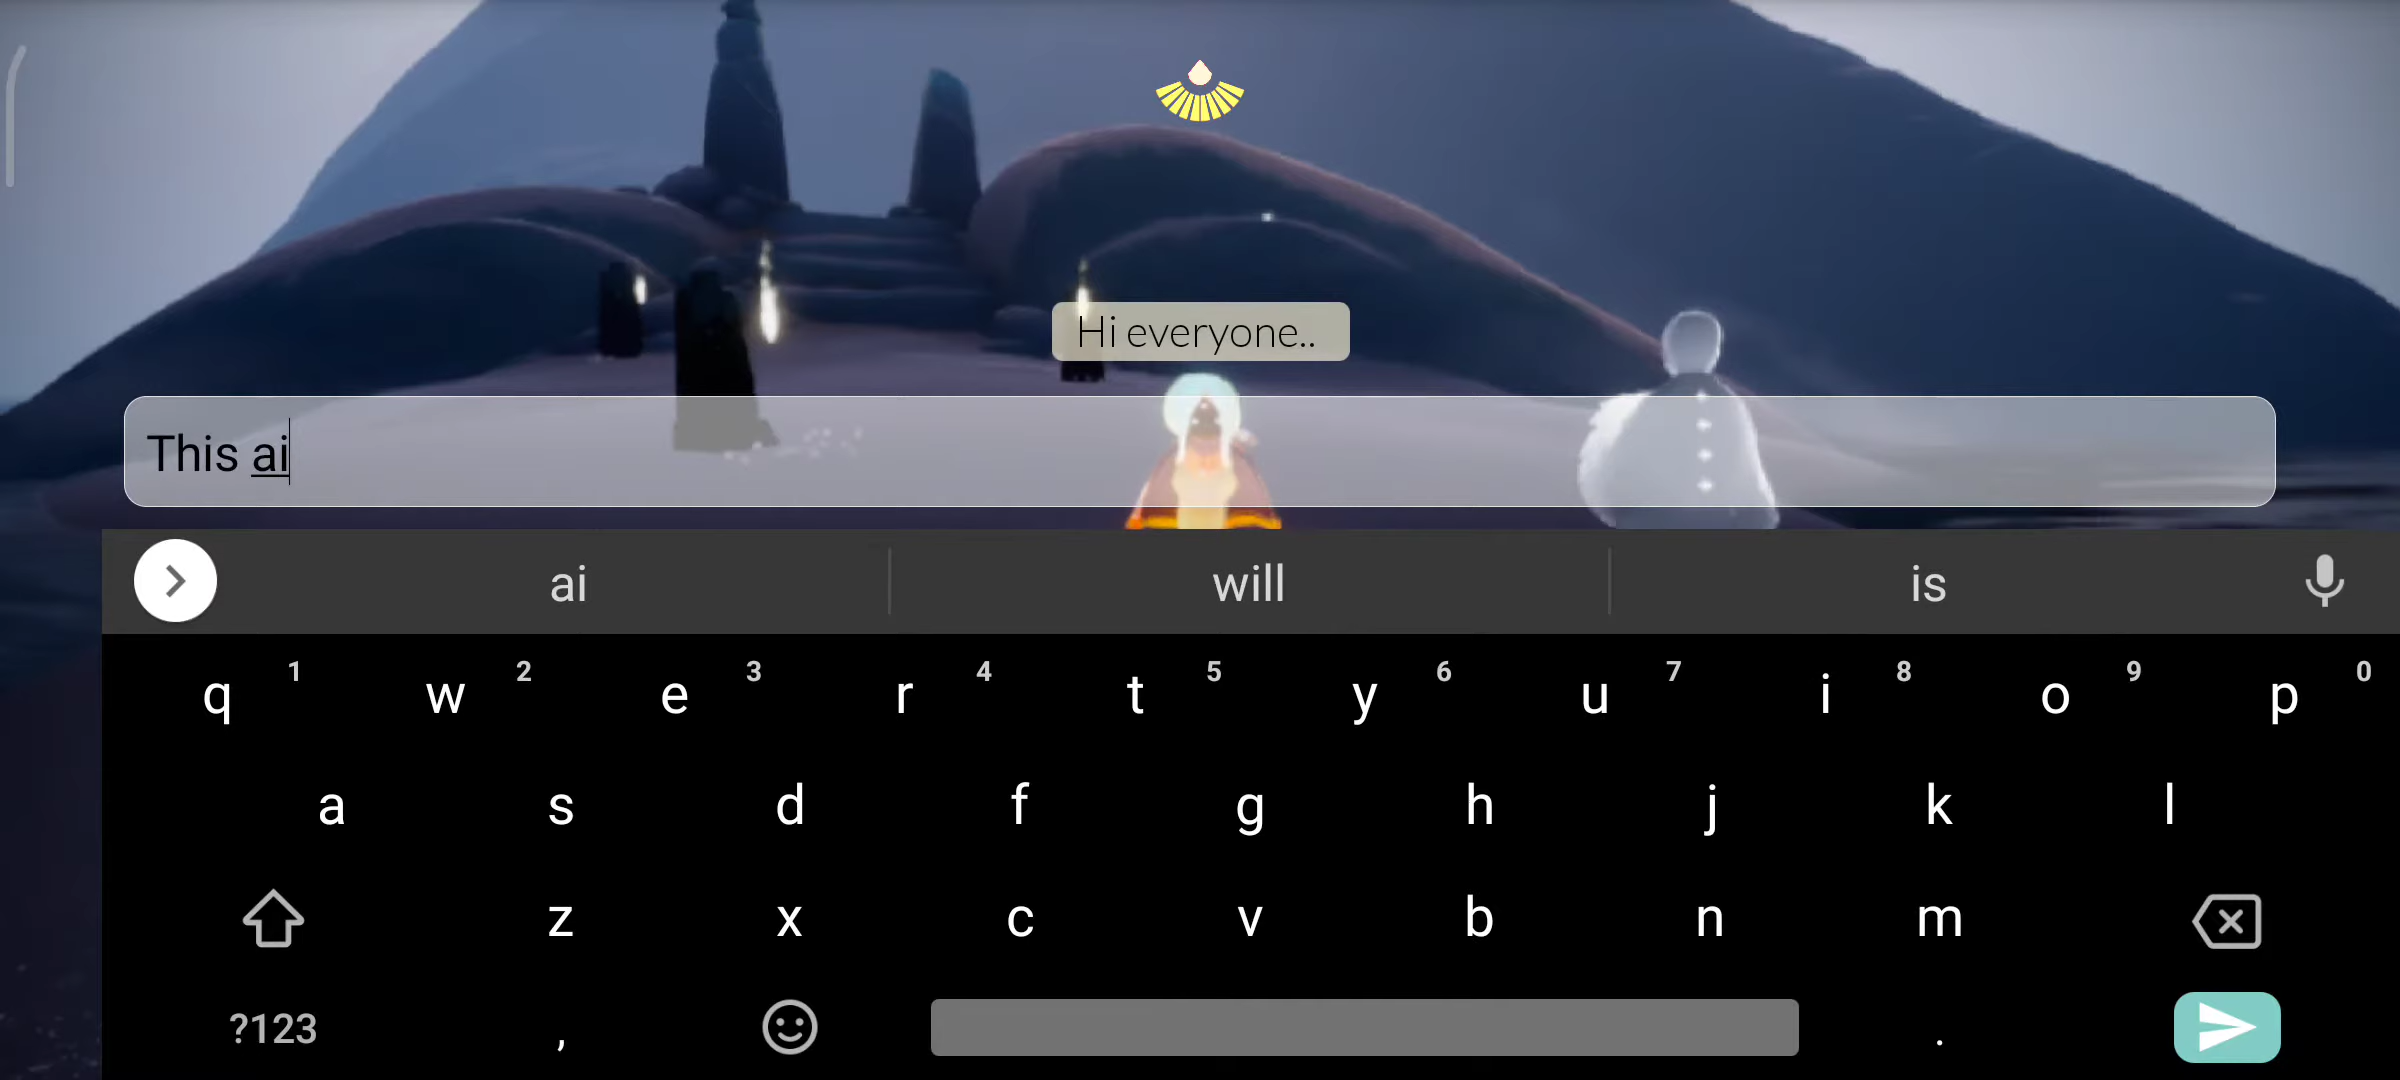 Hi everyone..
This ai
ai will is
q 1 w 2 e 3 r 4 t 5 y 6 u 7 i 8 o 9 p 0
a s d f g h j k l
z x c v b n m
?123 , .